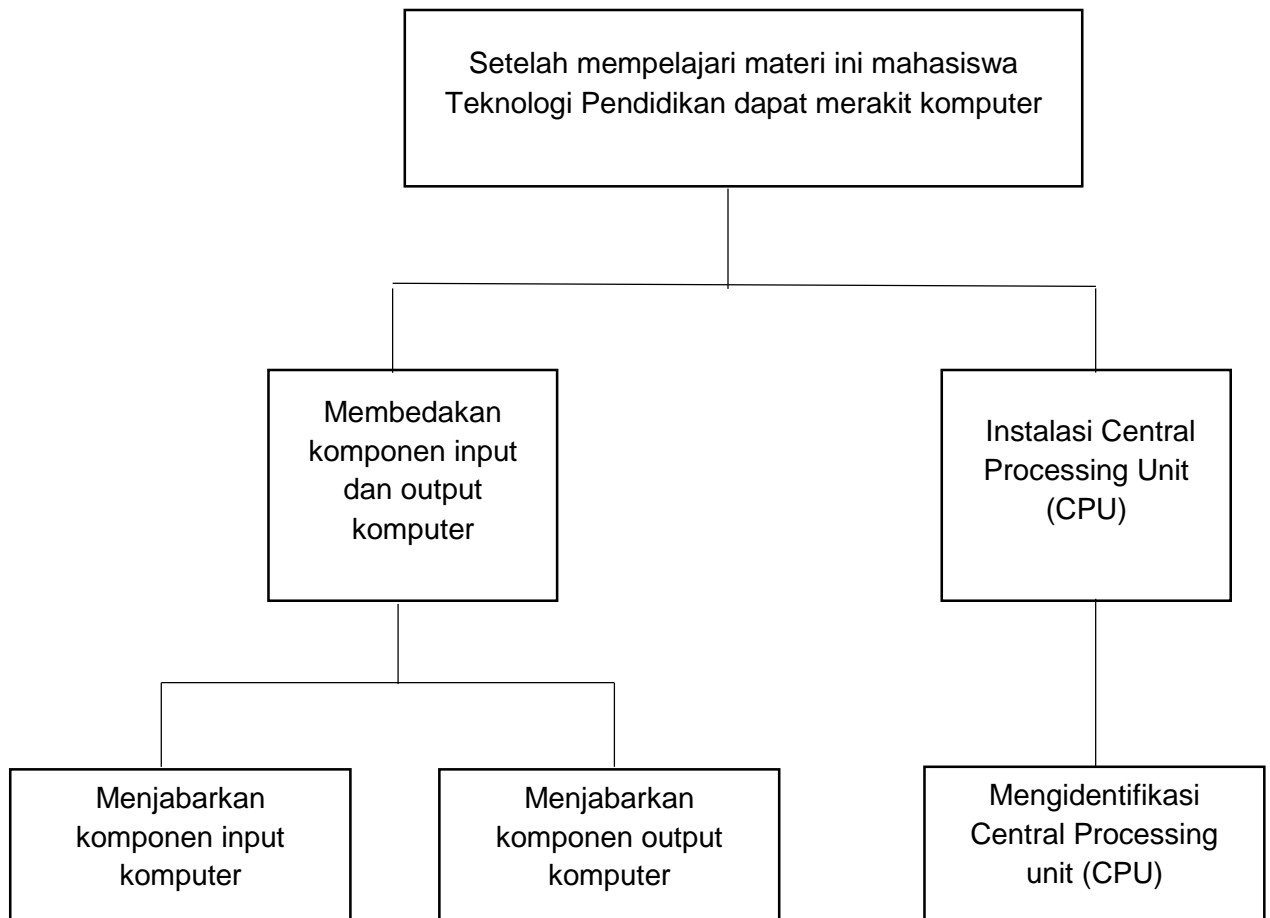 Setelah mempelajari materi ini mahasiswa
Teknologi Pendidikan dapat merakit komputer
Membedakan
komponen input
dan output
komputer
Instalasi Central
Processing Unit
(CPU)
Menjabarkan
komponen input
komputer
Menjabarkan
komponen output
komputer
Mengidentifikasi
Central Processing
unit (CPU)